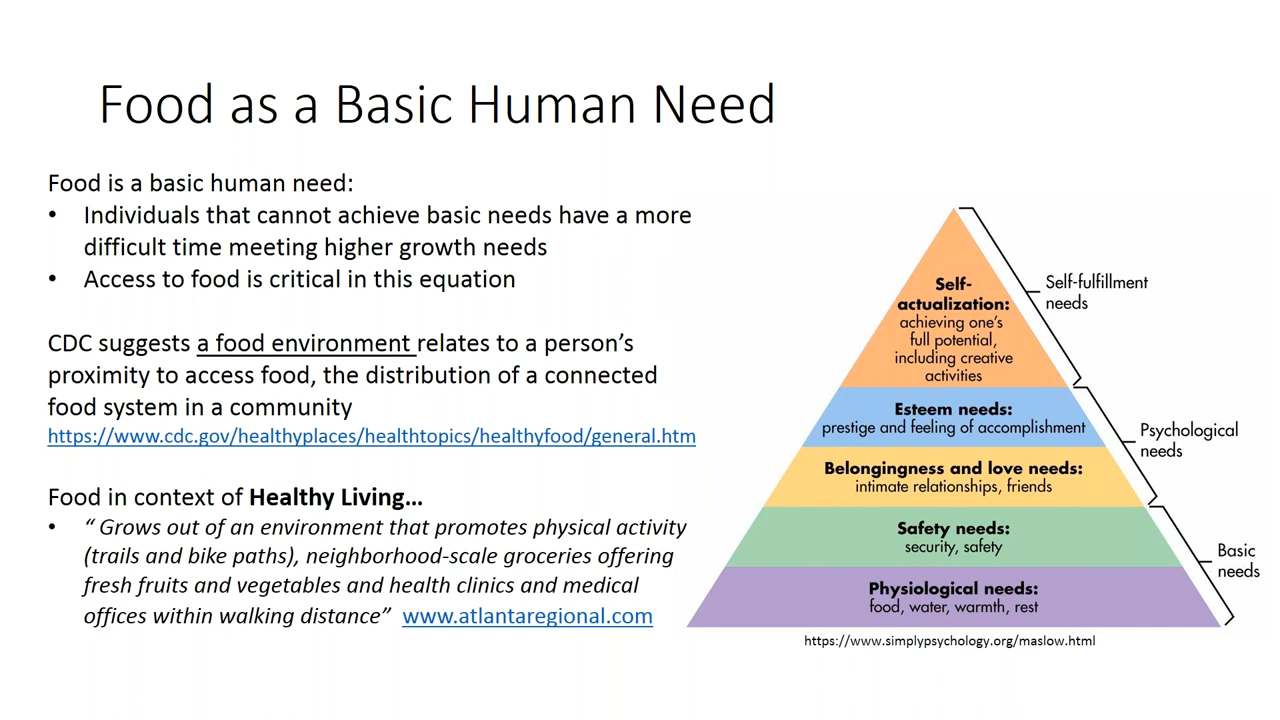 Food as a Basic Human Need
Food is a basic human need:
• Individuals that cannot achieve basic needs have a more
difficult time meeting higher growth needs
• Access to food is critical in this equation
CDC suggests a food environment relates to a person's
proximity to access food, the distribution of a connected
food system in a community
https://www.cdc.gov/healthyplaces/healthtopics/healthyfood/general.htm
Food in context of Healthy Living…
• “ Grows out of an environment that promotes physical activity
(trails and bike paths), neighborhood-scale groceries offering
fresh fruits and vegetables and health clinics and medical
offices within walking distance” www.atlantaregional.com
Self-
actualization:
achieving one's
full potential,
including creative
activities
Self-fulfillment
needs
Esteem needs:
prestige and feeling of accomplishment
Belongingness and love needs:
intimate relationships, friends
Psychological
needs
Safety needs:
security, safety
Physiological needs:
food, water, warmth, rest
Basic
needs
https://www.simplypsychology.org/maslow.html